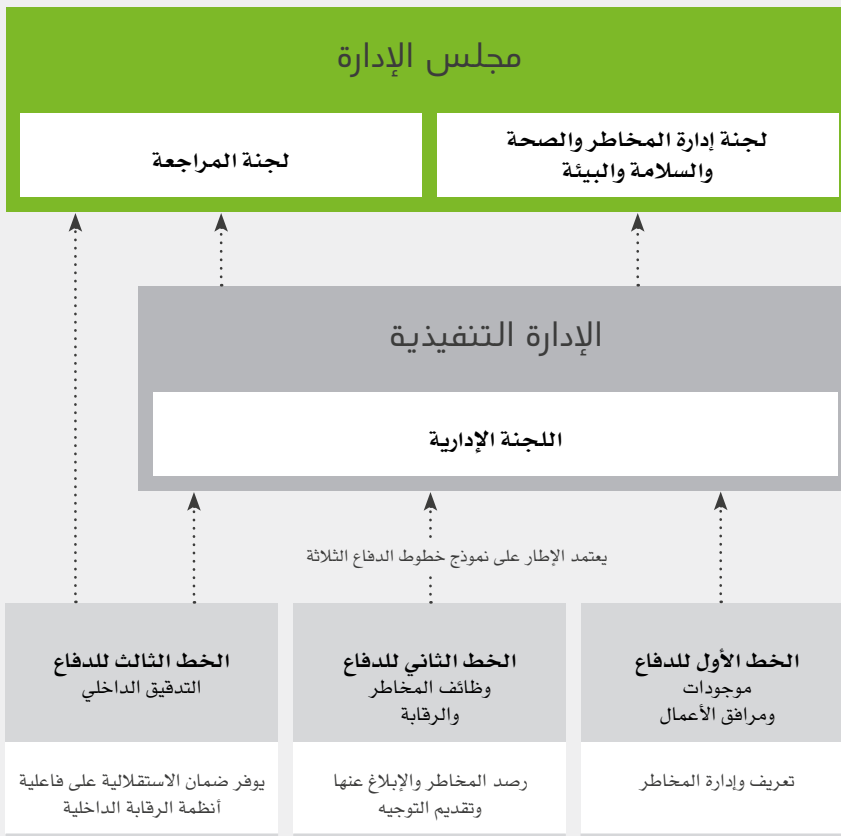 مجلس الإدارة
لجنة إدارة المخاطر والصحة
والسلامة والبيئة
لجنة المراجعة
الإدارة التنفيذية
اللجنة الإدارية
يعتمد الإطار على نموذج خطوط الدفاع الثلاثة
الخط الأول للدفاع
موجودات
ومرافق الأعمال
تعريف وإدارة المخاطر
الخط الثاني للدفاع
وظائف المخاطر
والرقابة
رصد المخاطر والإبلاغ عنها
وتقديم التوجيه
الخط الثالث للدفاع
التدقيق الداخلي
يوفر ضمان الاستقلالية على فاعلية
أنظمة الرقابة الداخلية